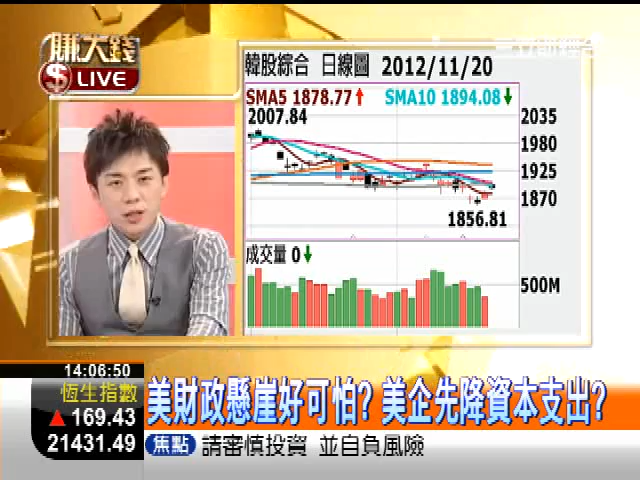 賺大錢
LIVE
韓股綜合 日線圖 2012/11/20
SMA5 1878.77↑ SMA10 1894.08↓
2007.84
2035
1980
1925
1870
1856.81
成交量 0↓
500M
14:06:50
恆生指數
▲169.43
21431.49
美財政懸崖好可怕? 美企先降資本支出?
焦點 請審慎投資 並自負風險